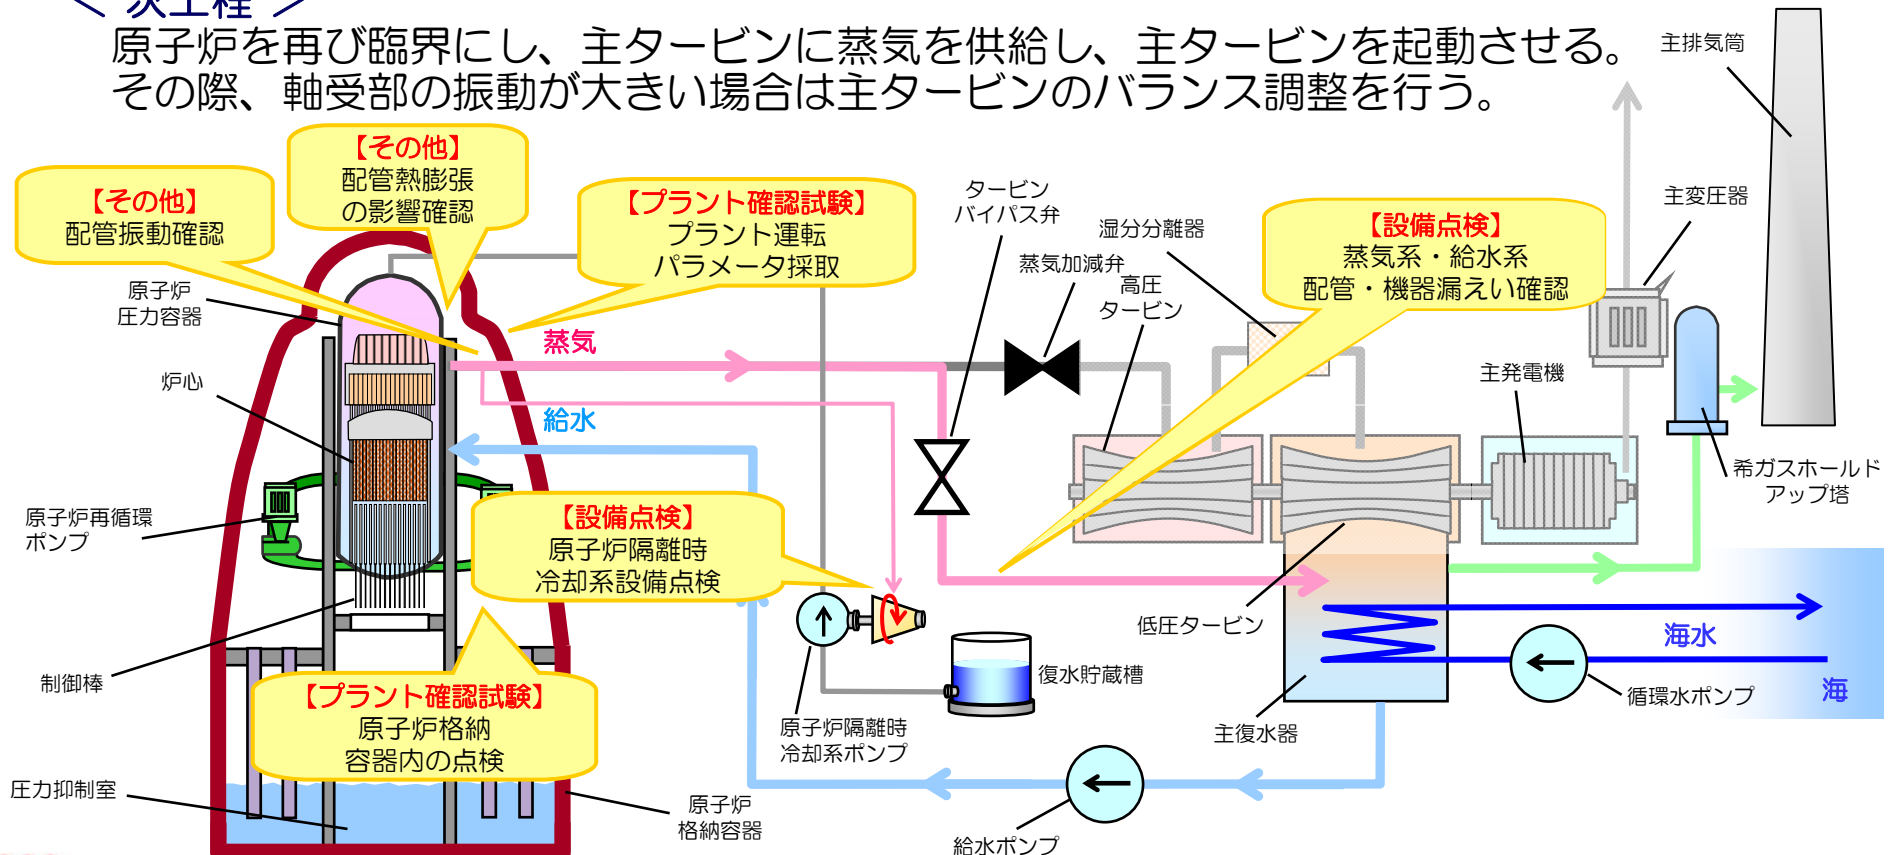 ＜ 次工程 ＞
原子炉を再び臨界にし、主タービンに蒸気を供給し、主タービンを起動させる。
その際、軸受部の振動が大きい場合は主タービンのバランス調整を行う。
主排気筒
【その他】
配管熱膨張
の影響確認
【その他】
配管振動確認
【プラント確認試験】
プラント運転
パラメータ採取
タービン
バイパス弁
湿分分離器
蒸気加減弁
高圧
タービン
【設備点検】
蒸気系・給水系
配管・機器漏えい確認
主変圧器
原子炉
圧力容器
蒸気
炉心
給水
主発電機
希ガスホールド
アップ塔
原子炉再循環
ポンプ
【設備点検】
原子炉隔離時
冷却系設備点検
低圧タービン
海水
海
循環水ポンプ
復水貯蔵槽
制御棒
【プラント確認試験】
原子炉格納
容器内の点検
原子炉隔離時
冷却系ポンプ
主復水器
圧力抑制室
原子炉
格納容器
給水ポンプ